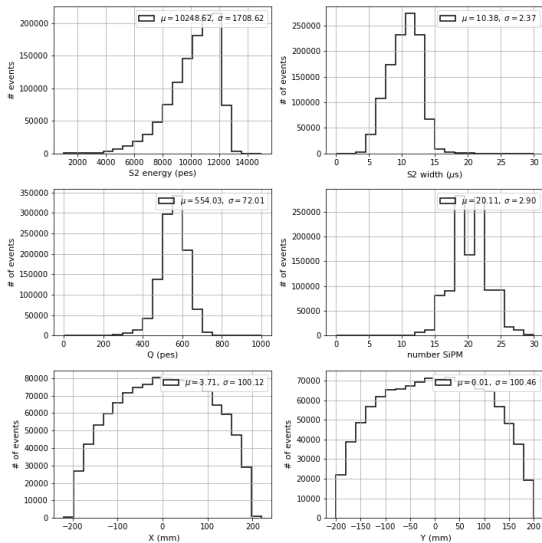 μ = 10248.62, σ = 1708.62
200000
150000
100000
50000
0
# of events
2000 4000 6000 8000 10000 12000 14000
S2 energy (pes)
μ = 10.38, σ = 2.37
250000
200000
150000
100000
50000
0
# of events
0 5 10 15 20 25 30
S2 width (μs)
μ = 554.03, σ = 72.01
350000
300000
250000
200000
150000
100000
50000
0
# of events
0 200 400 600 800 1000
Q (pes)
μ = 20.11, σ = 2.90
250000
200000
150000
100000
50000
0
# of events
0 5 10 15 20 25 30
number SiPM
μ = 3.71, σ = 100.12
80000
70000
60000
50000
40000
30000
20000
10000
0
# of events
−200 −100 0 100 200
X (mm)
μ = 0.01, σ = 100.46
70000
60000
50000
40000
30000
20000
10000
0
# of events
−200 −150 −100 −50 0 50 100 150 200
Y (mm)